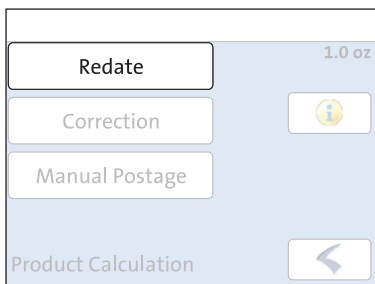 1.0 oz
Redate
Correction
Manual Postage
Product Calculation